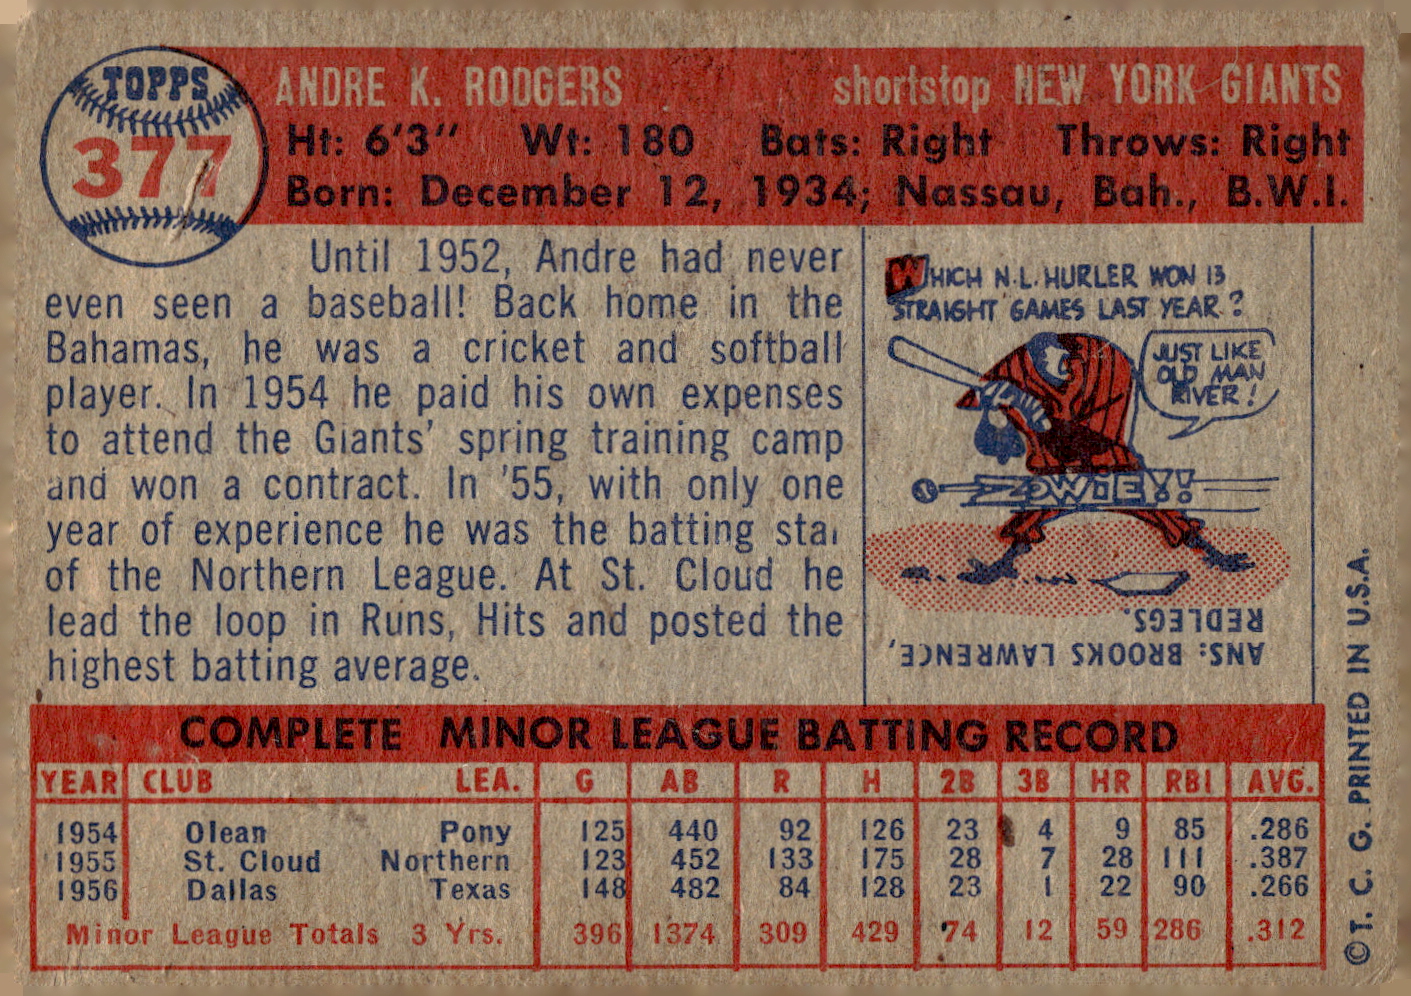 TOPPS
377
ANDRE K. RODGERS shortstop NEW YORK GIANTS
Ht: 6'3" Wt: 180 Bats: Right Throws: Right
Born: December 12, 1934; Nassau, Bah., B.W.I.
Until 1952, Andre had never
even seen a baseball! Back home in the
Bahamas, he was a cricket and softball
player. In 1954 he paid his own expenses
to attend the Giants' spring training camp
and won a contract. In '55, with only one
year of experience he was the batting star
of the Northern League. At St. Cloud he
lead the loop in Runs, Hits and posted the
highest batting average.
WHICH N.L. HURLER WON 13
STRAIGHT GAMES LAST YEAR?
JUST LIKE
OLD MAN
RIVER!
ZOWIE!!
ANS: BROOKS LAWRENCE,
REDLEGS.
COMPLETE MINOR LEAGUE BATTING RECORD
YEAR CLUB LEA. G AB R H 2B 3B HR RBI AVG.
1954 Olean Pony 125 440 92 126 23 4 9 85 .286
1955 St. Cloud Northern 123 452 133 175 28 7 28 111 .387
1956 Dallas Texas 148 482 84 128 23 1 22 90 .266
Minor League Totals 3 Yrs. 396 1374 309 429 74 12 59 286 .312
©T. C. G. PRINTED IN U.S.A.